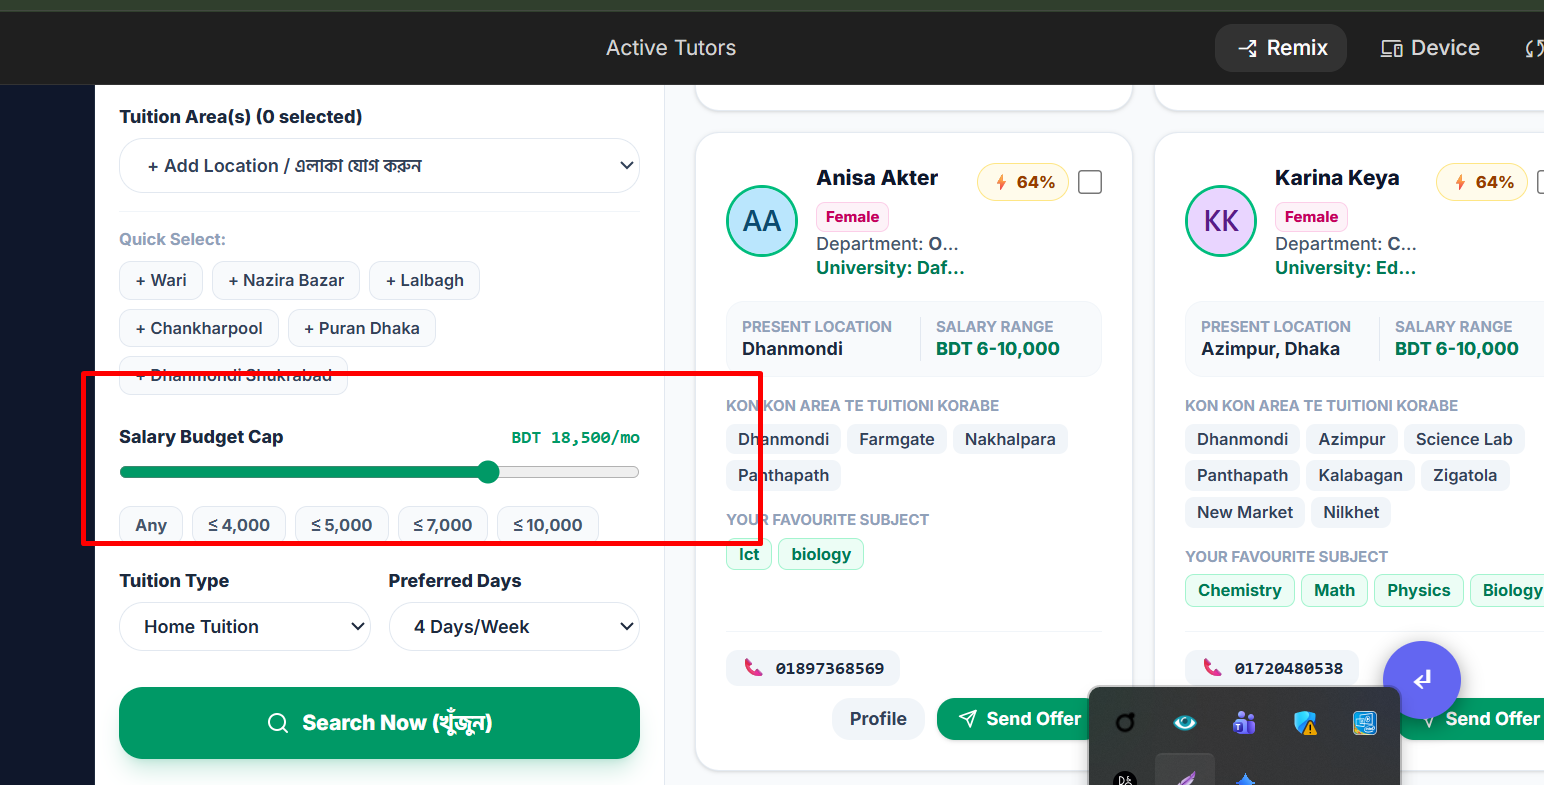 Active Tutors
Remix
Device
Tuition Area(s) (0 selected)
+ Add Location / এলাকা যোগ করুন
Quick Select:
+ Wari
+ Nazira Bazar
+ Lalbagh
+ Chankharpool
+ Puran Dhaka
+ Dhanmondi Shukrabad
Salary Budget Cap
BDT 18,500/mo
Any
≤ 4,000
≤ 5,000
≤ 7,000
≤ 10,000
Tuition Type
Preferred Days
Home Tuition
4 Days/Week
Search Now (খুঁজুন)
AA
Anisa Akter
64%
Female
Department: O...
University: Daf...
PRESENT LOCATION
SALARY RANGE
Dhanmondi
BDT 6-10,000
KON KON AREA TE TUITIONI KORABE
Dhanmondi
Farmgate
Nakhalpara
Panthapath
YOUR FAVOURITE SUBJECT
Ict
biology
01897368569
Profile
Send Offer
KK
Karina Keya
64%
Female
Department: C...
University: Ed...
PRESENT LOCATION
SALARY RANGE
Azimpur, Dhaka
BDT 6-10,000
KON KON AREA TE TUITIONI KORABE
Dhanmondi
Azimpur
Science Lab
Panthapath
Kalabagan
Zigatola
New Market
Nilkhet
YOUR FAVOURITE SUBJECT
Chemistry
Math
Physics
Biology
01720480538
Send Offer